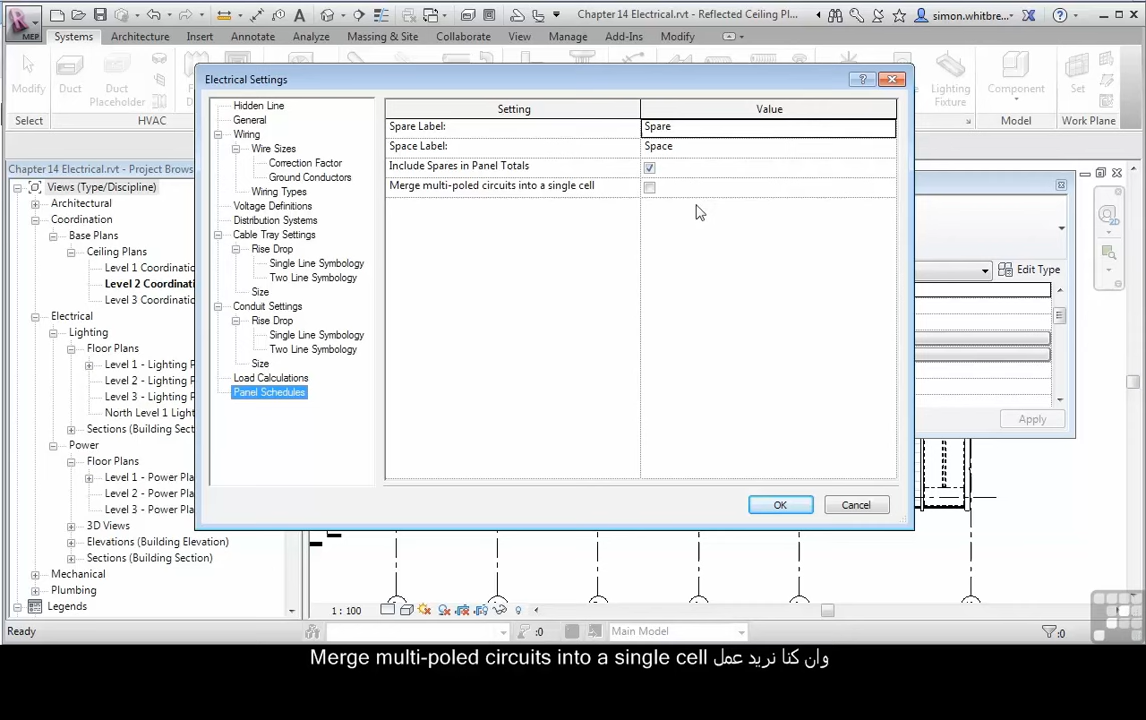 Chapter 14 Electrical.rvt - Reflected Ceiling Pl...
simon.whitbre...
MEP
Systems Architecture Insert Annotate Analyze Massing & Site Collaborate View Manage Add-Ins Modify
Modify Duct Duct Placeholder Component Lighting Fixture Set
Select HVAC Model Work Plane
Electrical Settings
Chapter 14 Electrical.rvt - Project Brows
Views (Type/Discipline)
Architectural
Coordination
Base Plans
Ceiling Plans
Level 1 Coordinatio
Level 2 Coordinati
Level 3 Coordinatio
Electrical
Lighting
Floor Plans
Level 1 - Lighting P
Level 2 - Lighting P
Level 3 - Lighting P
North Level 1 Light
Sections (Building Section)
Power
Floor Plans
Level 1 - Power Pla
Level 2 - Power Pla
Level 3 - Power Pla
3D Views
Elevations (Building Elevation)
Sections (Building Section)
Mechanical
Plumbing
Legends
Hidden Line
General
Wiring
Wire Sizes
Correction Factor
Ground Conductors
Wiring Types
Voltage Definitions
Distribution Systems
Cable Tray Settings
Rise Drop
Single Line Symbology
Two Line Symbology
Size
Conduit Settings
Rise Drop
Single Line Symbology
Two Line Symbology
Size
Load Calculations
Panel Schedules
Setting Value
Spare Label: Spare
Space Label: Space
Include Spares in Panel Totals
Merge multi-poled circuits into a single cell
OK Cancel
Edit Type
Apply
1 : 100
Ready :0 Main Model :0
وان كنا نريد عمل Merge multi-poled circuits into a single cell